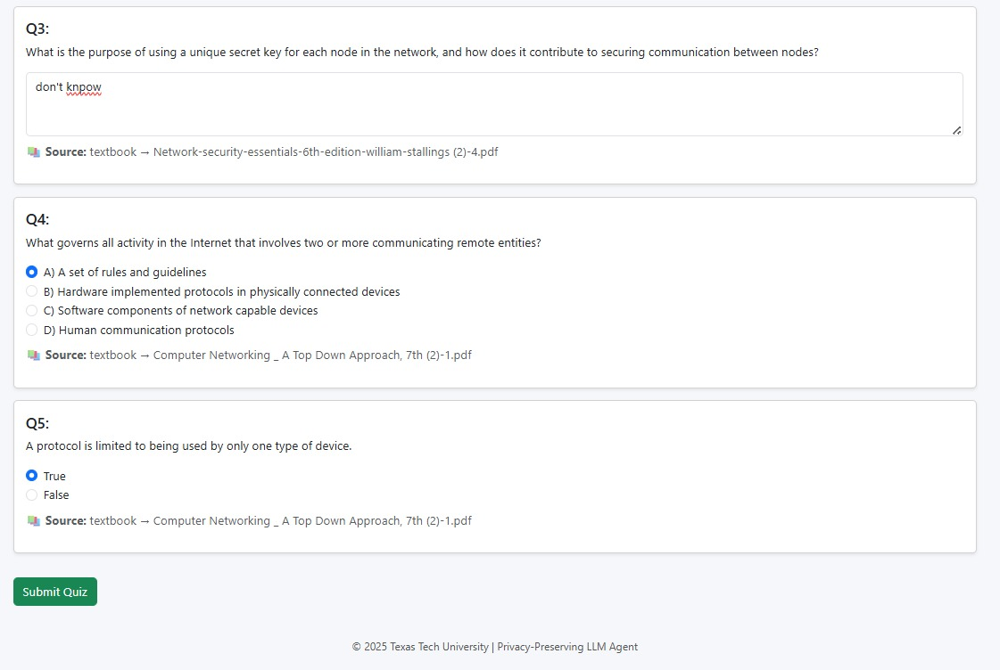 Q3:
What is the purpose of using a unique secret key for each node in the network, and how does it contribute to securing communication between nodes?
don't knpow
Source: textbook → Network-security-essentials-6th-edition-william-stallings (2)-4.pdf
Q4:
What governs all activity in the Internet that involves two or more communicating remote entities?
A) A set of rules and guidelines
B) Hardware implemented protocols in physically connected devices
C) Software components of network capable devices
D) Human communication protocols
Source: textbook → Computer Networking _ A Top Down Approach, 7th (2)-1.pdf
Q5:
A protocol is limited to being used by only one type of device.
True
False
Source: textbook → Computer Networking _ A Top Down Approach, 7th (2)-1.pdf
Submit Quiz
© 2025 Texas Tech University | Privacy-Preserving LLM Agent